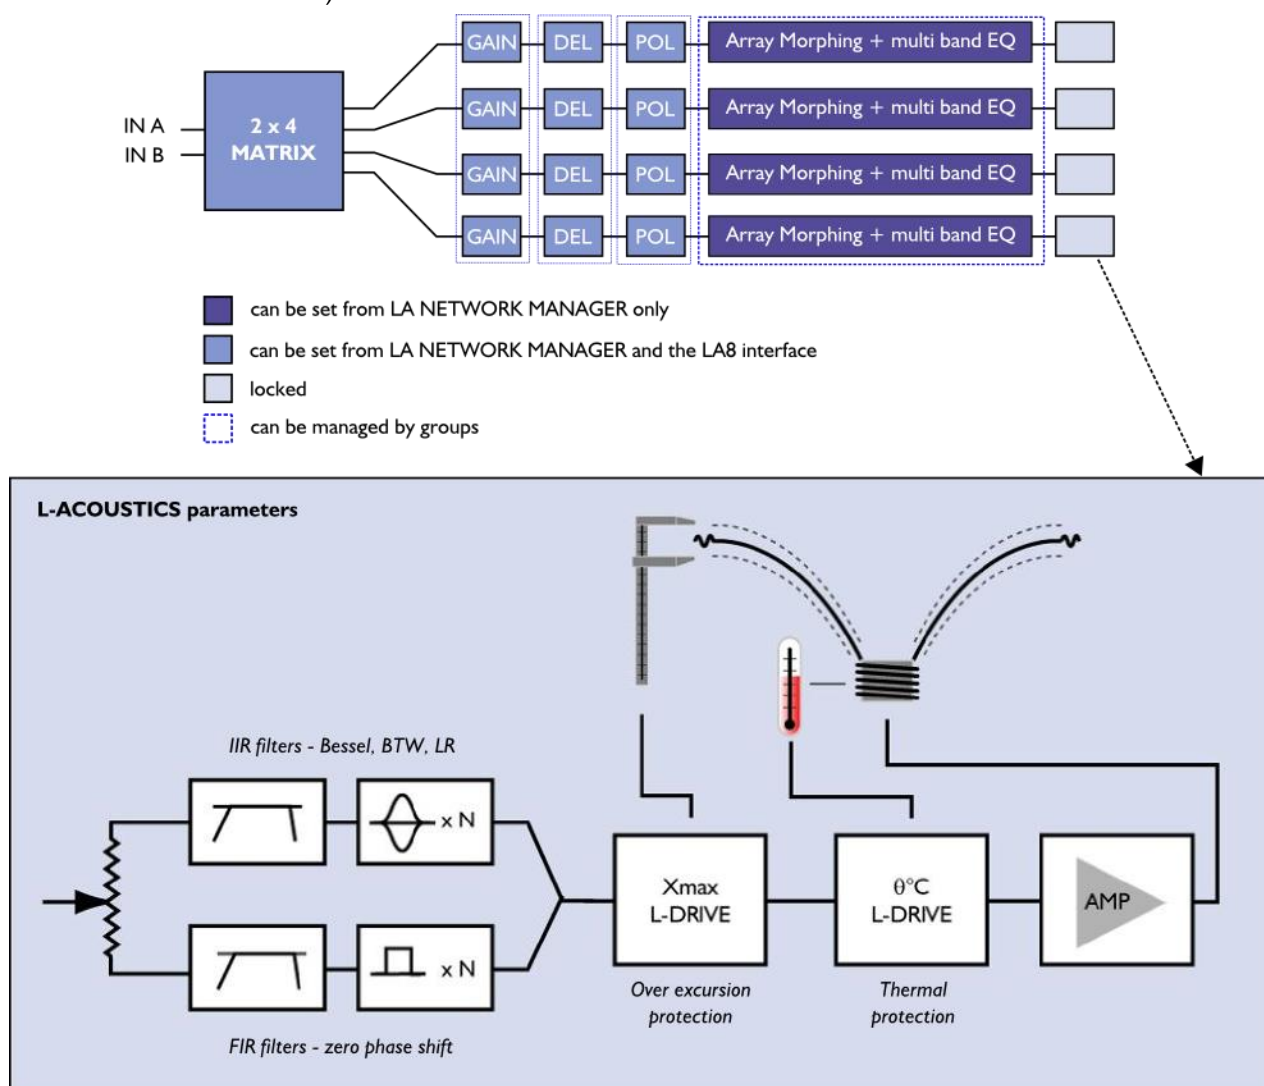 )
GAIN DEL POL Array Morphing + multi band EQ
GAIN DEL POL Array Morphing + multi band EQ
IN A
IN B
2 x 4
MATRIX
GAIN DEL POL Array Morphing + multi band EQ
GAIN DEL POL Array Morphing + multi band EQ
can be set from LA NETWORK MANAGER only
can be set from LA NETWORK MANAGER and the LA8 interface
locked
can be managed by groups
L-ACOUSTICS parameters
IIR filters - Bessel, BTW, LR
x N
x N
FIR filters - zero phase shift
Xmax
L-DRIVE
Over excursion
protection
θ°C
L-DRIVE
Thermal
protection
AMP